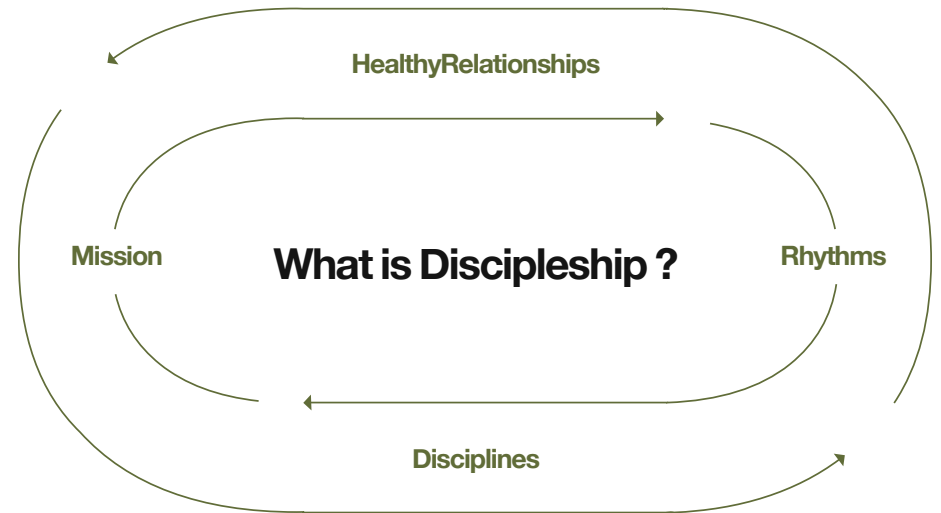 HealthyRelationships
Mission
What is Discipleship ?
Rhythms
Disciplines